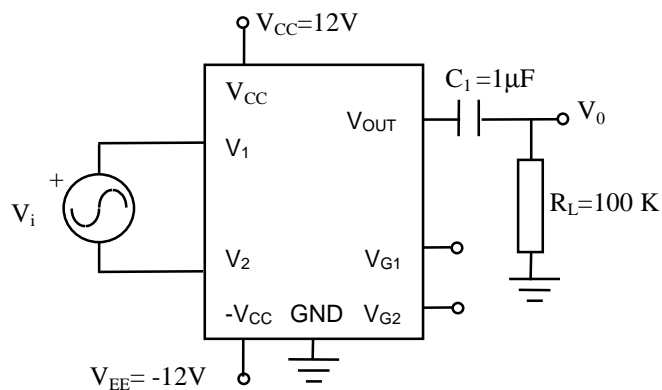 V_CC=12V
V_CC
C_1=1μF
V_OUT
V_0
V_1
+
V_i
R_L=100 K
V_2
V_G1
-V_CC GND V_G2
V_EE= -12V